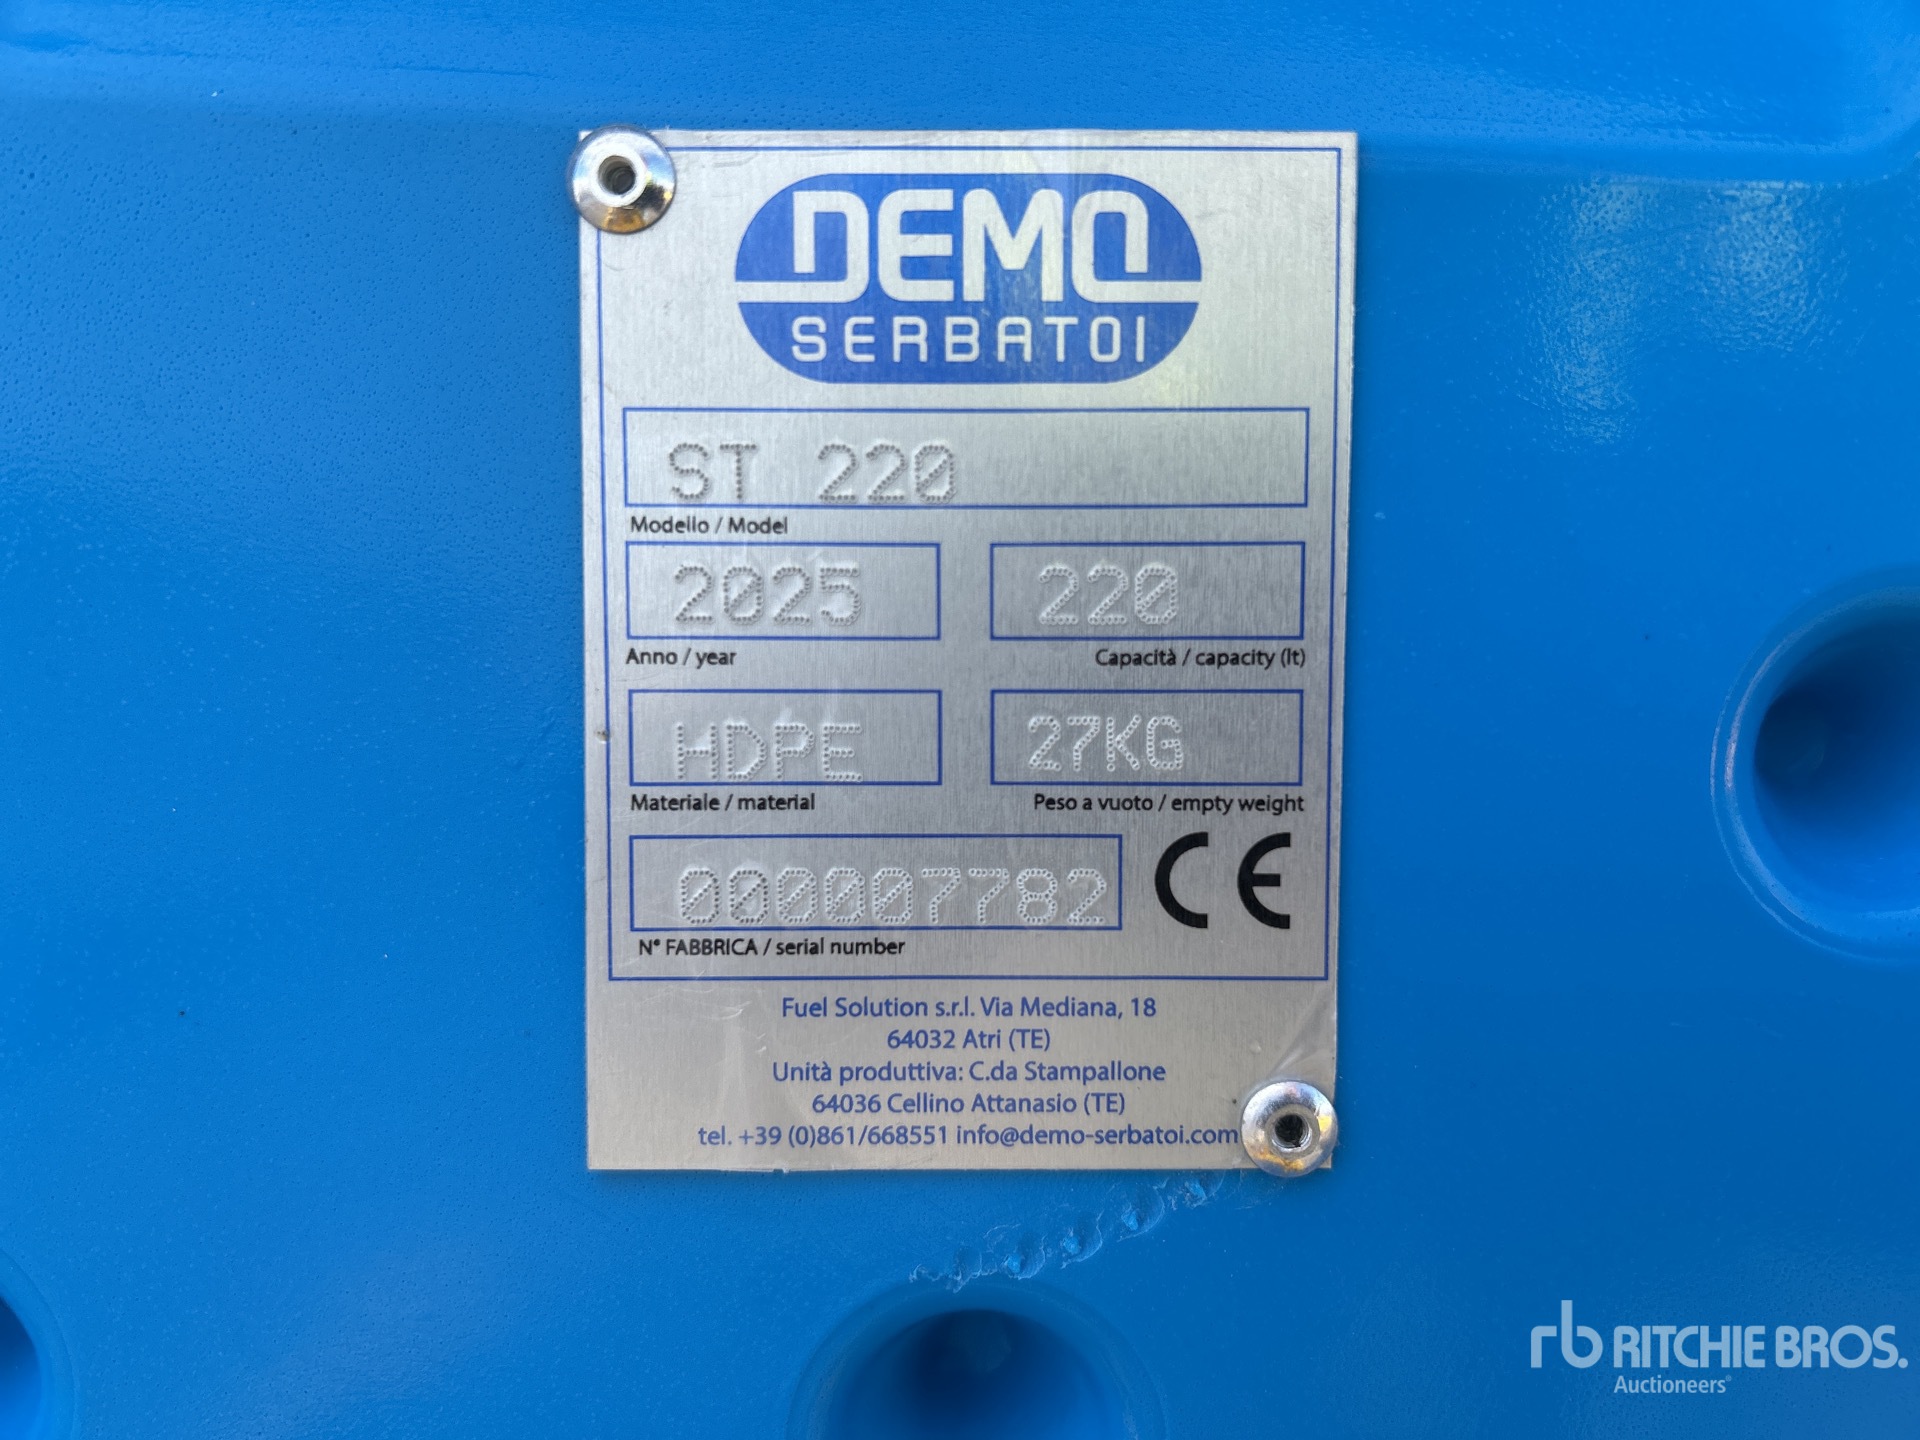 DEMO
SERBATOI
ST 220
Modello / Model
2025
220
Anno / year
Capacità / capacity (lt)
HDPE
27KG
Materiale / material
Peso a vuoto / empty weight
000007782
CE
N° FABBRICA / serial number
Fuel Solution s.r.l. Via Mediana, 18
64032 Atri (TE)
Unità produttiva: C.da Stampallone
64036 Cellino Attanasio (TE)
tel. +39 (0)861/668551 info@demo-serbatoi.com
rb RITCHIE BROS.
Auctioneers®